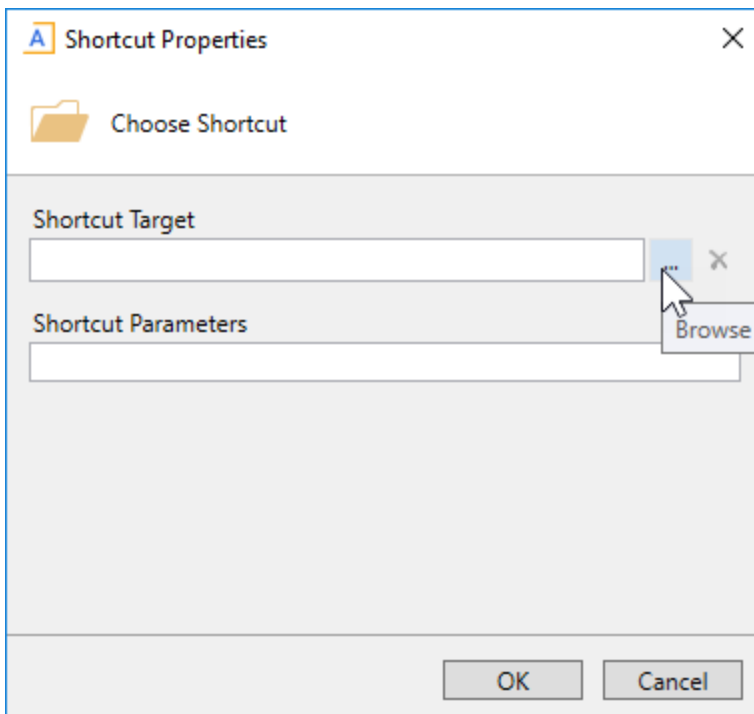 A Shortcut Properties
Choose Shortcut
Shortcut Target
...
Browse
Shortcut Parameters
OK Cancel